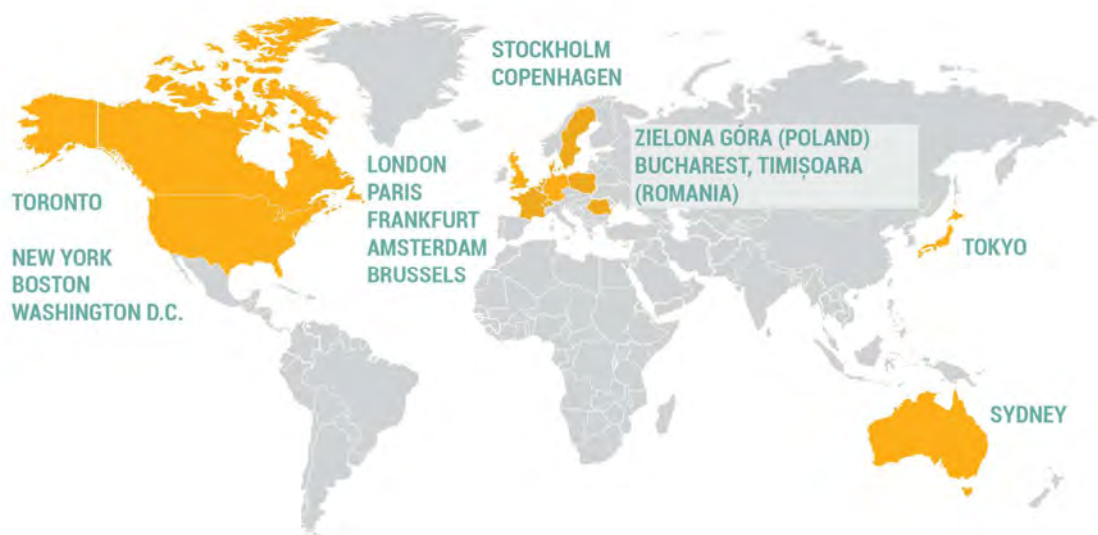 STOCKHOLM
COPENHAGEN
ZIELONA GÓRA (POLAND)
BUCHAREST, TIMIȘOARA
(ROMANIA)
LONDON
PARIS
FRANKFURT
AMSTERDAM
BRUSSELS
TORONTO
NEW YORK
BOSTON
WASHINGTON D.C.
TOKYO
SYDNEY